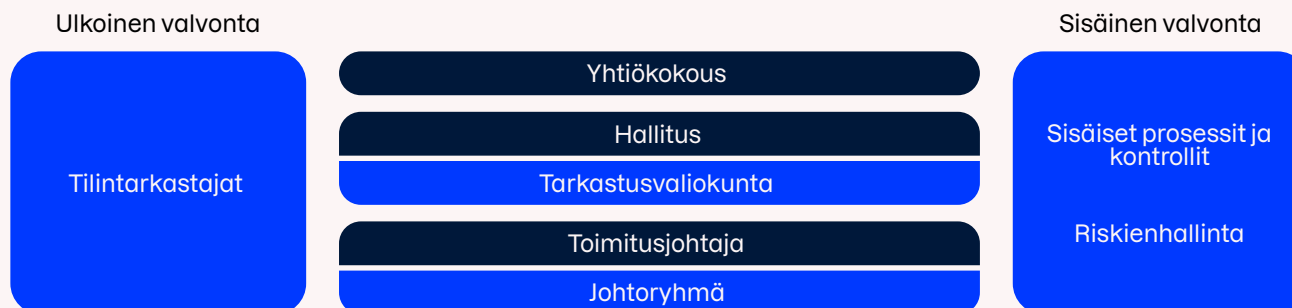 Ulkoinen valvonta
Tilintarkastajat
Yhtiökokous
Hallitus
Tarkastusvaliokunta
Toimitusjohtaja
Johtoryhmä
Sisäinen valvonta
Sisäiset prosessit ja
kontrollit
Riskienhallinta